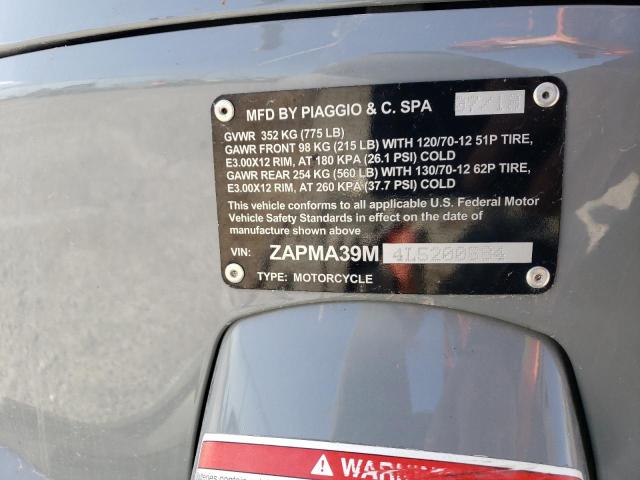 MFD BY PIAGGIO & C. SPA
GVWR 352 KG (775 LB)
GAWR FRONT 98 KG (215 LB) WITH 120/70-12 51P TIRE,
E3.00X12 RIM, AT 180 KPA (26.1 PSI) COLD
GAWR REAR 254 KG (560 LB) WITH 130/70-12 62P TIRE,
E3.00X12 RIM, AT 260 KPA (37.7 PSI) COLD
This vehicle conforms to all applicable U.S. Federal Motor
Vehicle Safety Standards in effect on the date of
manufacture shown above
VIN: ZAPMA39M
TYPE: MOTORCYCLE